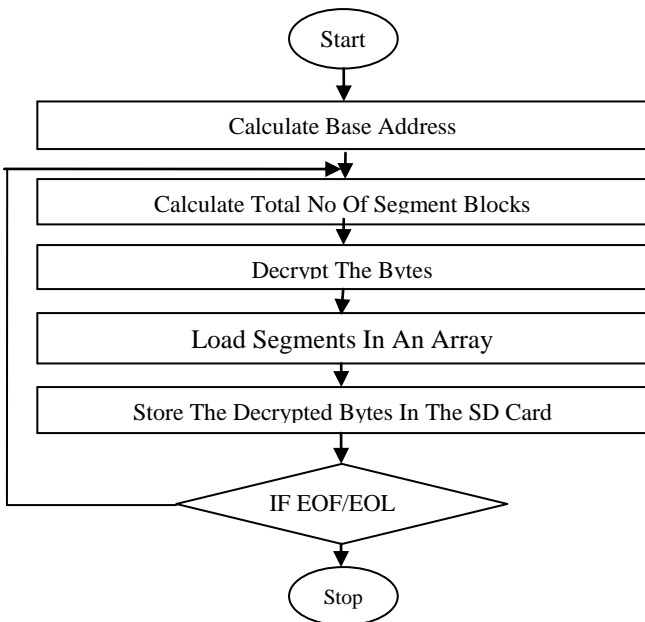 Start
Calculate Base Address
Calculate Total No Of Segment Blocks
Decrypt The Bytes
Load Segments In An Array
Store The Decrypted Bytes In The SD Card
IF EOF/EOL
Stop